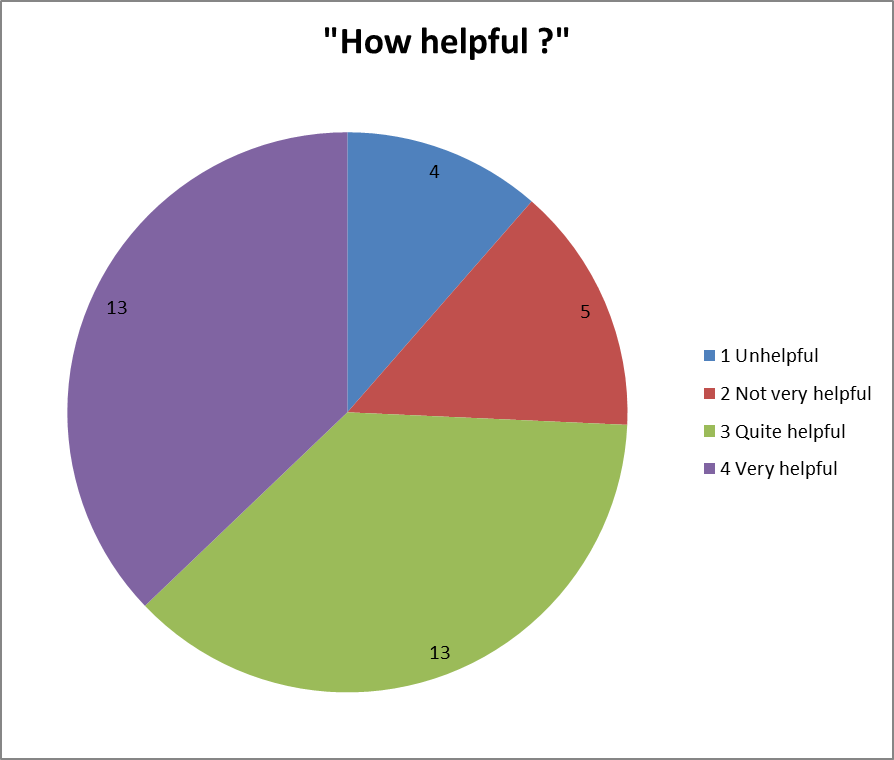 "How helpful ?"
4
5
13
13
1 Unhelpful
2 Not very helpful
3 Quite helpful
4 Very helpful